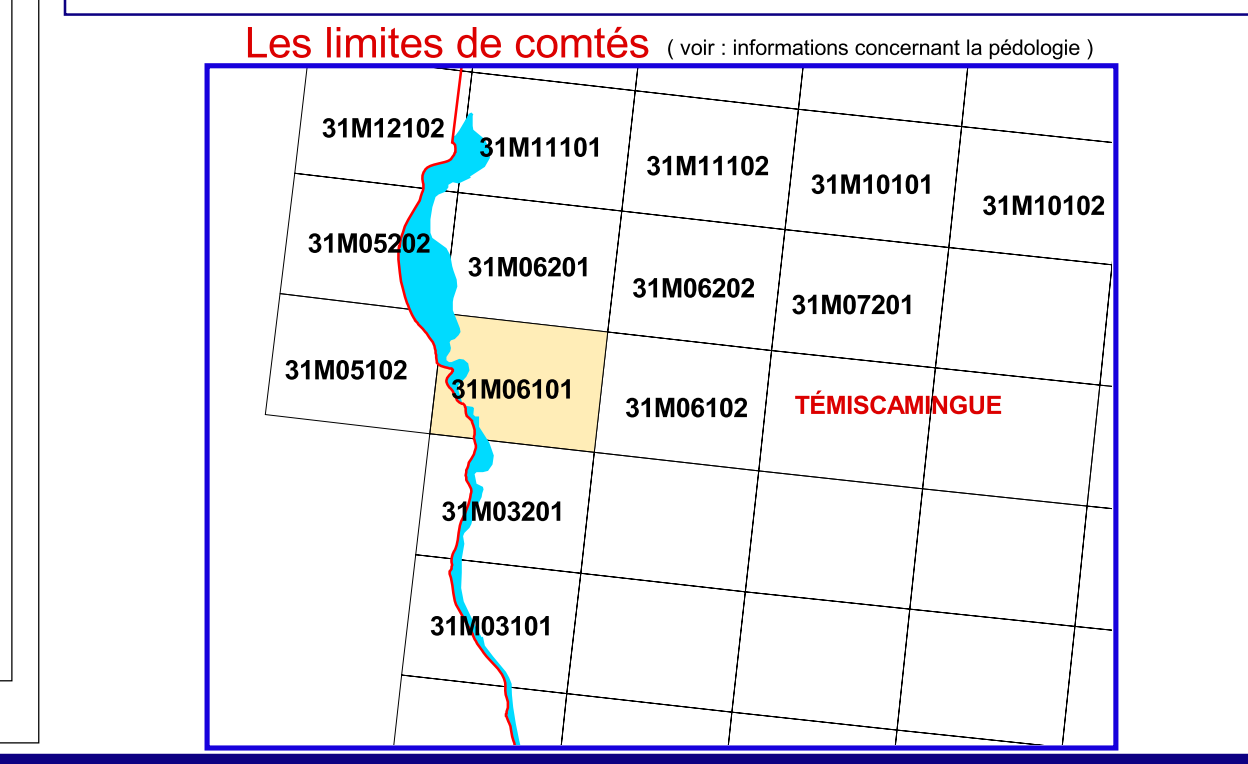 Les limites de comtés ( voir : informations concernant la pédologie )
31M12102
31M11101
31M11102
31M10101
31M10102
31M05202
31M06201
31M06202
31M07201
31M05102
31M06101
31M06102
TÉMISCAMINGUE
31M03201
31M03101